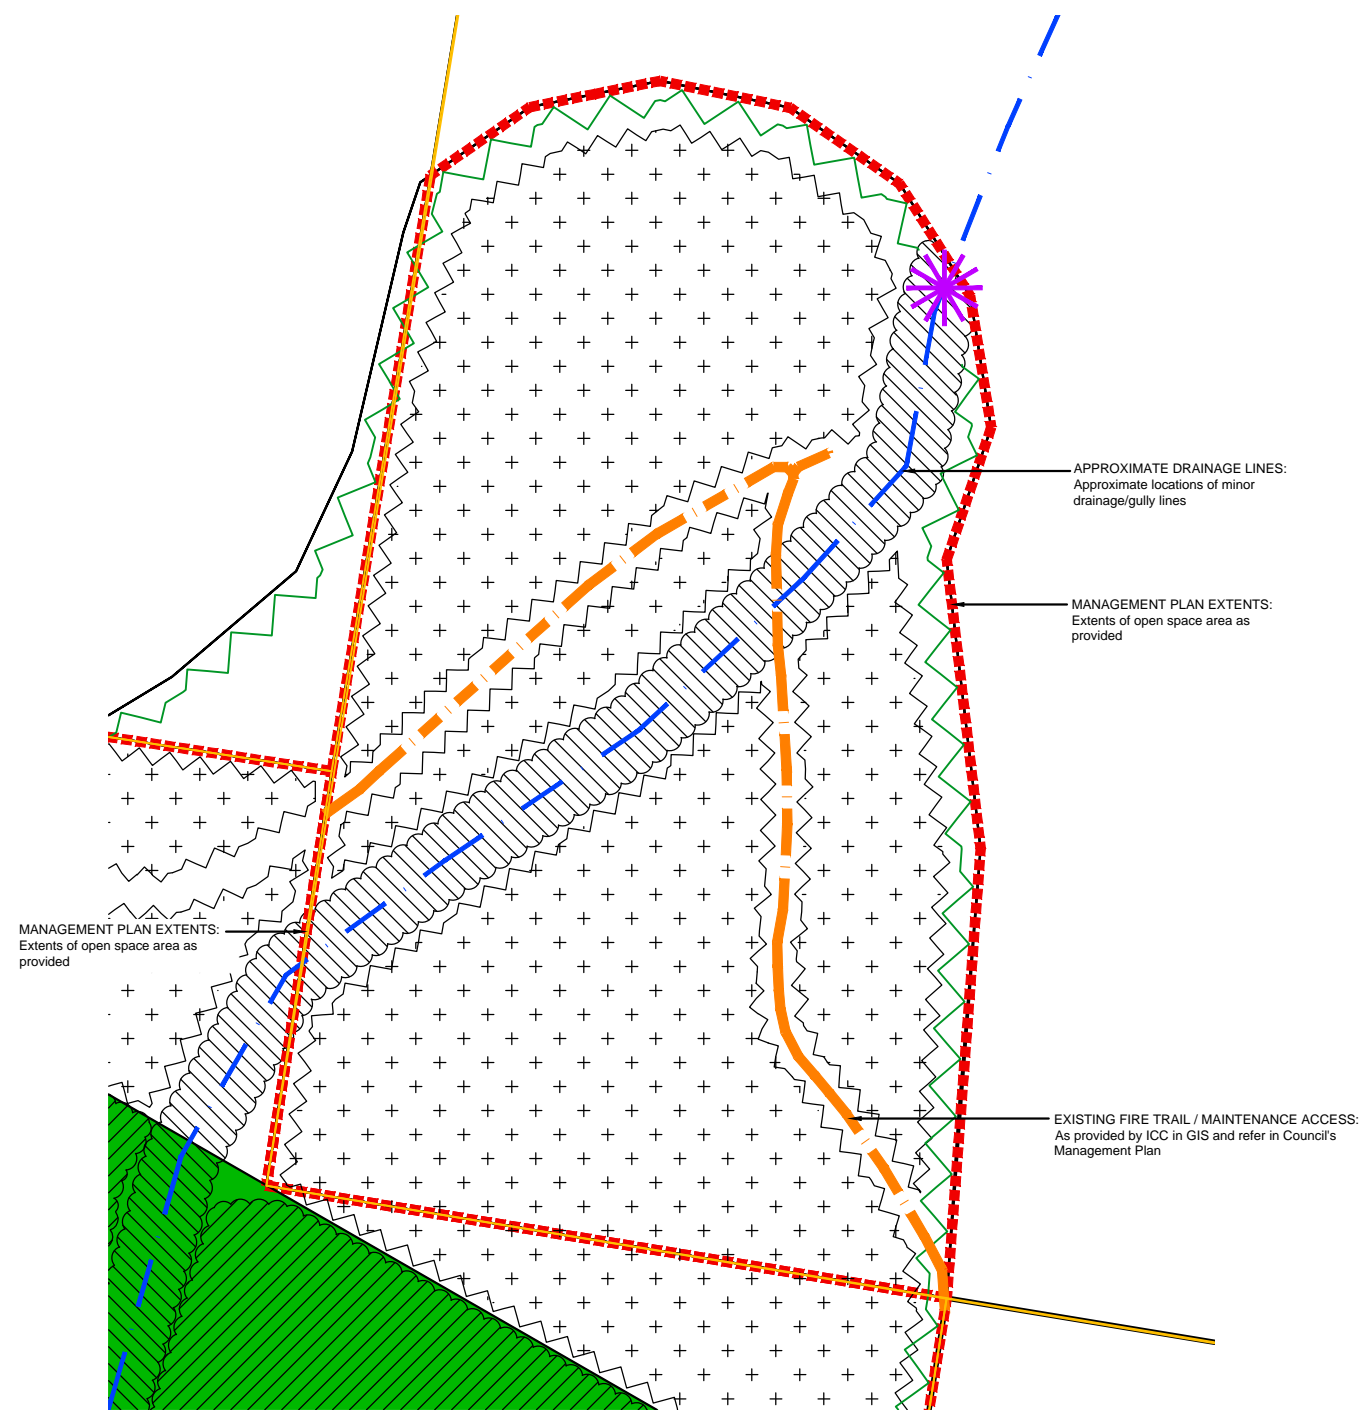 APPROXIMATE DRAINAGE LINES:
Approximate locations of minor
drainage/gully lines
MANAGEMENT PLAN EXTENTS:
Extents of open space area as
provided
MANAGEMENT PLAN EXTENTS:
Extents of open space area as
provided
EXISTING FIRE TRAIL / MAINTENANCE ACCESS:
As provided by ICC in GIS and refer in Council's
Management Plan